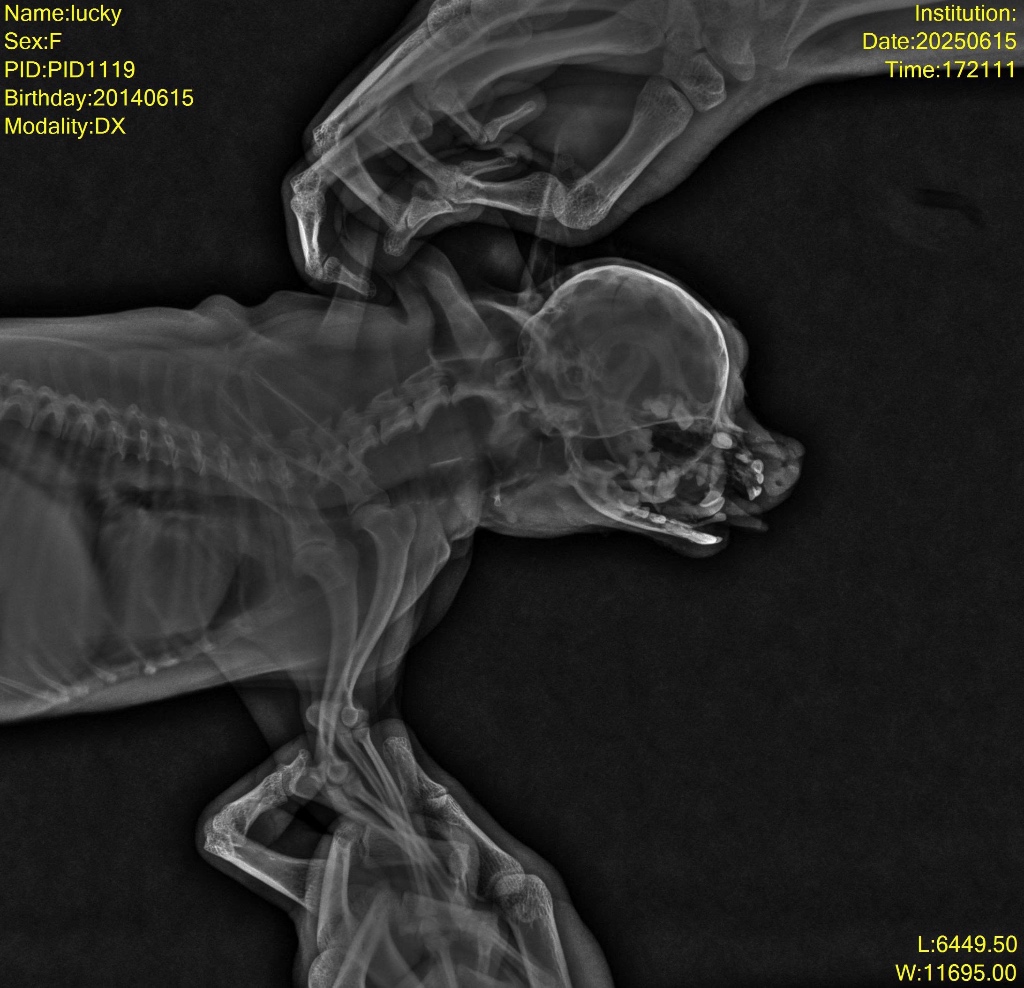 Name:lucky
Sex:F
PID:PID1119
Birthday:20140615
Modality:DX
Institution:
Date:20250615
Time:172111
L:6449.50
W:11695.00